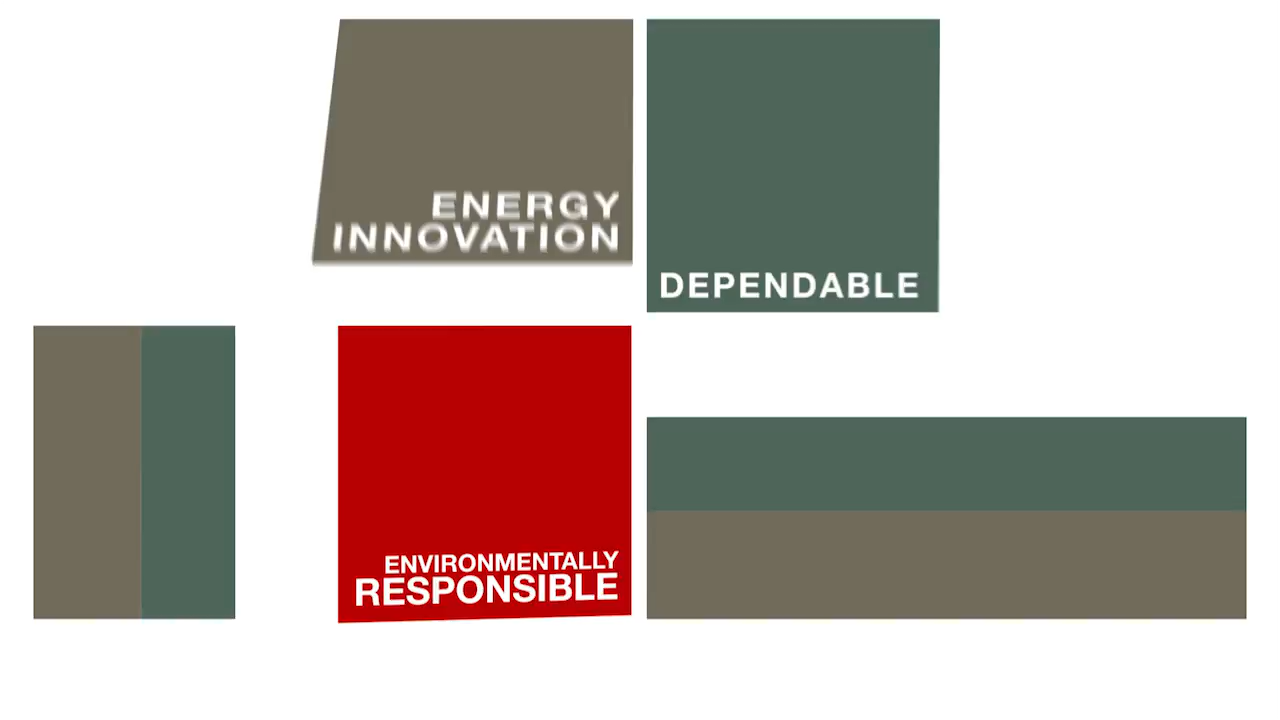 ENERGY
INNOVATION
DEPENDABLE
ENVIRONMENTALLY
RESPONSIBLE